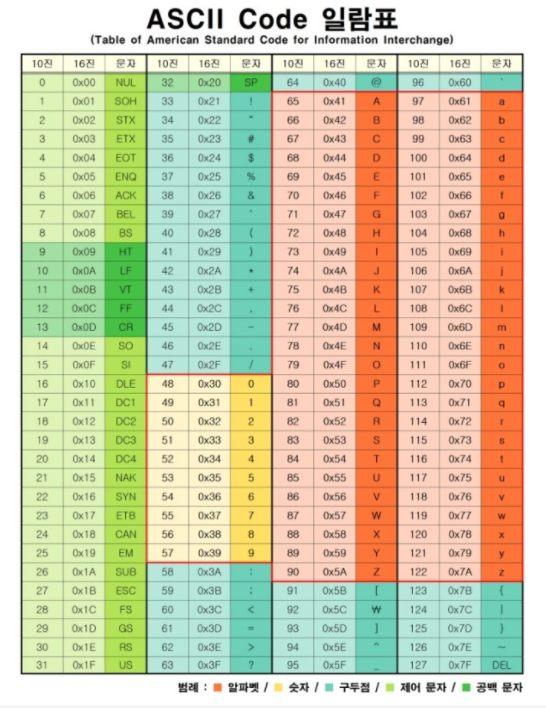 ASCII Code 일람표
(Table of American Standard Code for Information Interchange)
10진 16진 문자 10진 16진 문자 10진 16진 문자 10진 16진 문자
0 0x00 NUL 32 0x20 SP 64 0x40 @ 96 0x60 `
1 0x01 SOH 33 0x21 ! 65 0x41 A 97 0x61 a
2 0x02 STX 34 0x22 " 66 0x42 B 98 0x62 b
3 0x03 ETX 35 0x23 # 67 0x43 C 99 0x63 c
4 0x04 EOT 36 0x24 $ 68 0x44 D 100 0x64 d
5 0x05 ENQ 37 0x25 % 69 0x45 E 101 0x65 e
6 0x06 ACK 38 0x26 & 70 0x46 F 102 0x66 f
7 0x07 BEL 39 0x27 ' 71 0x47 G 103 0x67 g
8 0x08 BS 40 0x28 ( 72 0x48 H 104 0x68 h
9 0x09 HT 41 0x29 ) 73 0x49 I 105 0x69 i
10 0x0A LF 42 0x2A * 74 0x4A J 106 0x6A j
11 0x0B VT 43 0x2B + 75 0x4B K 107 0x6B k
12 0x0C FF 44 0x2C , 76 0x4C L 108 0x6C l
13 0x0D CR 45 0x2D - 77 0x4D M 109 0x6D m
14 0x0E SO 46 0x2E . 78 0x4E N 110 0x6E n
15 0x0F SI 47 0x2F / 79 0x4F O 111 0x6F o
16 0x10 DLE 48 0x30 0 80 0x50 P 112 0x70 p
17 0x11 DC1 49 0x31 1 81 0x51 Q 113 0x71 q
18 0x12 DC2 50 0x32 2 82 0x52 R 114 0x72 r
19 0x13 DC3 51 0x33 3 83 0x53 S 115 0x73 s
20 0x14 DC4 52 0x34 4 84 0x54 T 116 0x74 t
21 0x15 NAK 53 0x35 5 85 0x55 U 117 0x75 u
22 0x16 SYN 54 0x36 6 86 0x56 V 118 0x76 v
23 0x17 ETB 55 0x37 7 87 0x57 W 119 0x77 w
24 0x18 CAN 56 0x38 8 88 0x58 X 120 0x78 x
25 0x19 EM 57 0x39 9 89 0x59 Y 121 0x79 y
26 0x1A SUB 58 0x3A : 90 0x5A Z 122 0x7A z
27 0x1B ESC 59 0x3B ; 91 0x5B [ 123 0x7B {
28 0x1C FS 60 0x3C < 92 0x5C ₩ 124 0x7C |
29 0x1D GS 61 0x3D = 93 0x5D ] 125 0x7D }
30 0x1E RS 62 0x3E > 94 0x5E ^ 126 0x7E ~
31 0x1F US 63 0x3F ? 95 0x5F _ 127 0x7F DEL
범례 : ■ 알파벳 / ■ 숫자 / ■ 구두점 / ■ 제어 문자 / ■ 공백 문자